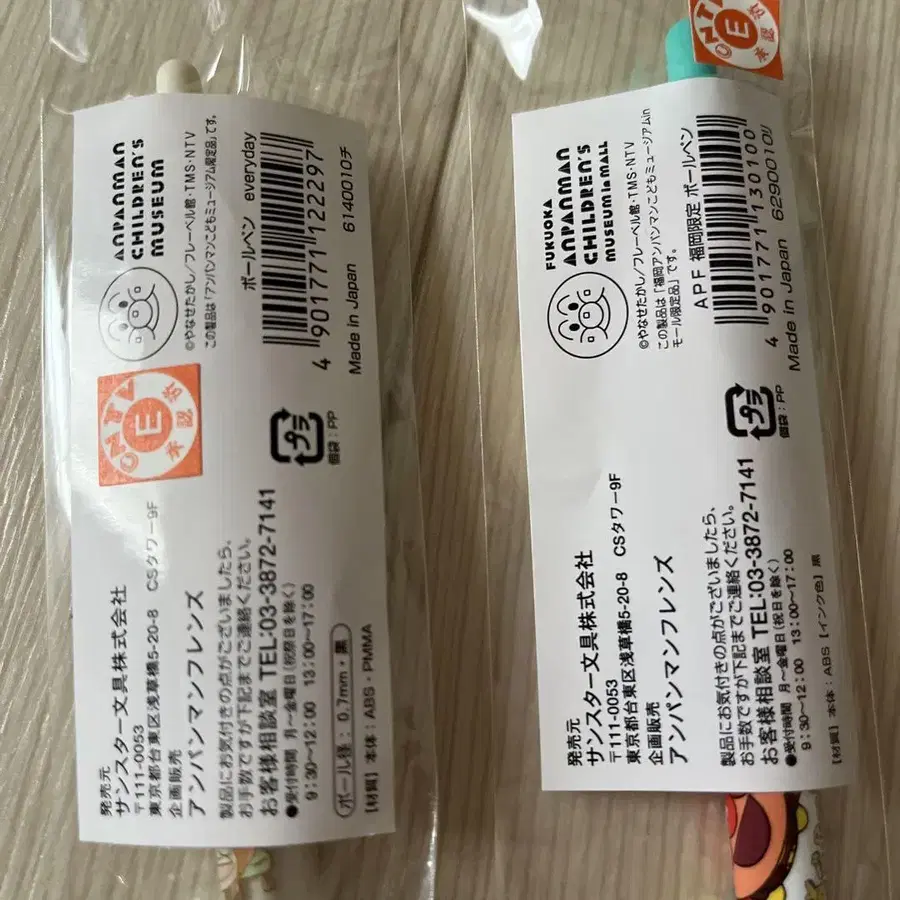 ANPANMAN
CHILDREN'S
MUSEUM
©やなせたかし/フレーベル館・TMS・NTV
この製品は「アンパンマンこどもミュージアム限定品」です。
ボールペン everyday
4 901771 122297
Made in Japan 6140010チ
NTV
E
承認
プラ
個袋:PP
発売元
サンスター文具株式会社
〒111-0053
東京都台東区浅草橋5-20-8 CSタワー9F
企画販売
アンパンマンフレンズ
製品にお気付きの点がございましたら、
お手数ですが下記までご連絡ください。
お客様相談室 TEL:03-3872-7141
●受付時間 月~金曜日(祝祭日を除く)
9:30~12:00 13:00~17:00
ボール径:0.7mm・黒
【材質】本体:ABS・PMMA
NTV
E
承認
FUKUOKA
ANPANMAN
CHILDREN'S
MUSEUM in MALL
©やなせたかし/フレーベル館・TMS・NTV
この製品は「福岡アンパンマンこどもミュージアムin
モール限定品」です。
APF 福岡限定 ボールペン
4 901771 130100
Made in Japan 6290010リ
プラ
個袋:PP
発売元
サンスター文具株式会社
〒111-0053
東京都台東区浅草橋5-20-8 CSタワー9F
企画販売
アンパンマンフレンズ
製品にお気付きの点がございましたら、
お手数ですが下記までご連絡ください。
お客様相談室 TEL:03-3872-7141
●受付時間 月~金曜日(祝日を除く)
9:30~12:00 13:00~17:00
【材質】本体:ABS 【インク色】黒